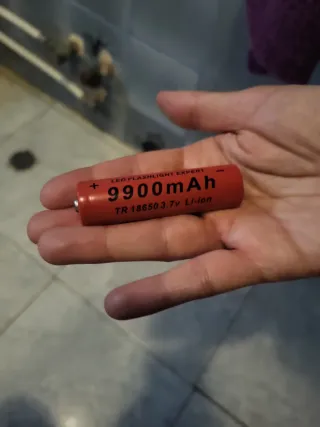 LED FLASHLIGHT EXPERT
+ 9900mAh -
TR 18650 3.7v Li-ion